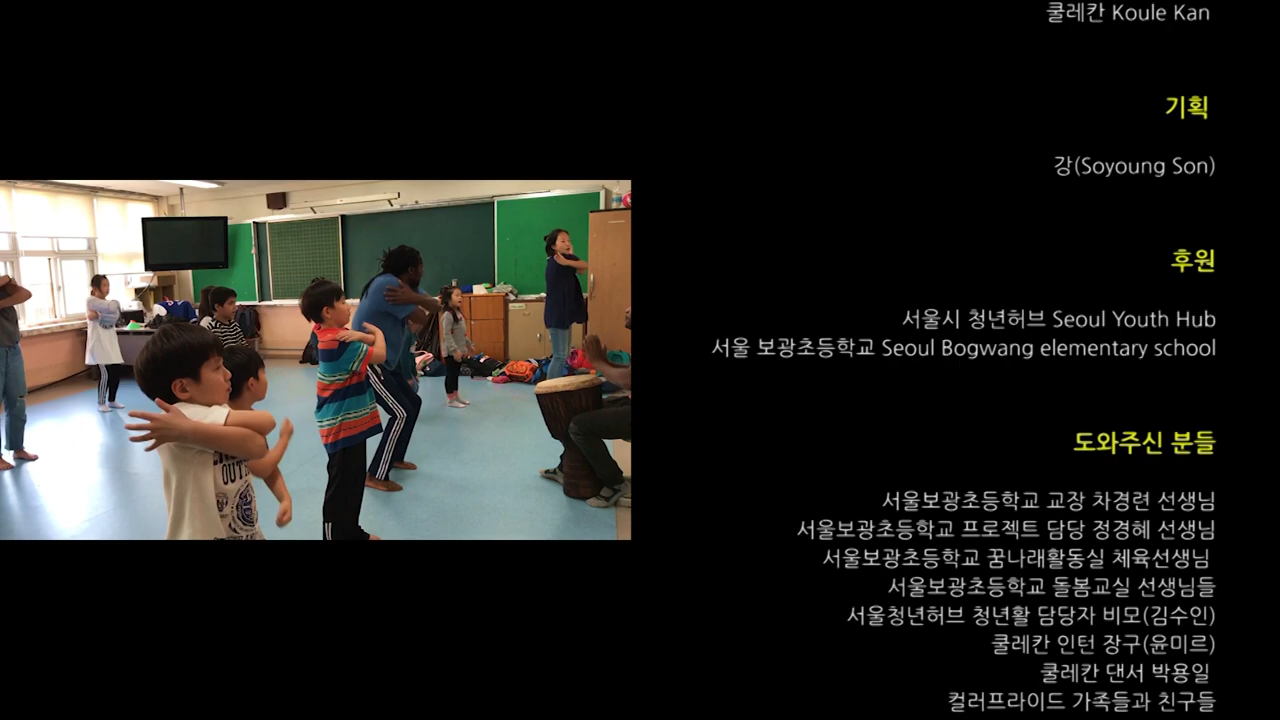 쿨레칸 Koule Kan
기획
강(Soyoung Son)
후원
서울시 청년허브 Seoul Youth Hub
서울 보광초등학교 Seoul Bogwang elementary school
도와주신 분들
서울보광초등학교 교장 차경련 선생님
서울보광초등학교 프로젝트 담당 정경혜 선생님
서울보광초등학교 꿈나래활동실 체육선생님
서울보광초등학교 돌봄교실 선생님들
서울청년허브 청년활 담당자 비모(김수인)
쿨레칸 인턴 장구(윤미르)
쿨레칸 댄서 박용일
컬러프라이드 가족들과 친구들